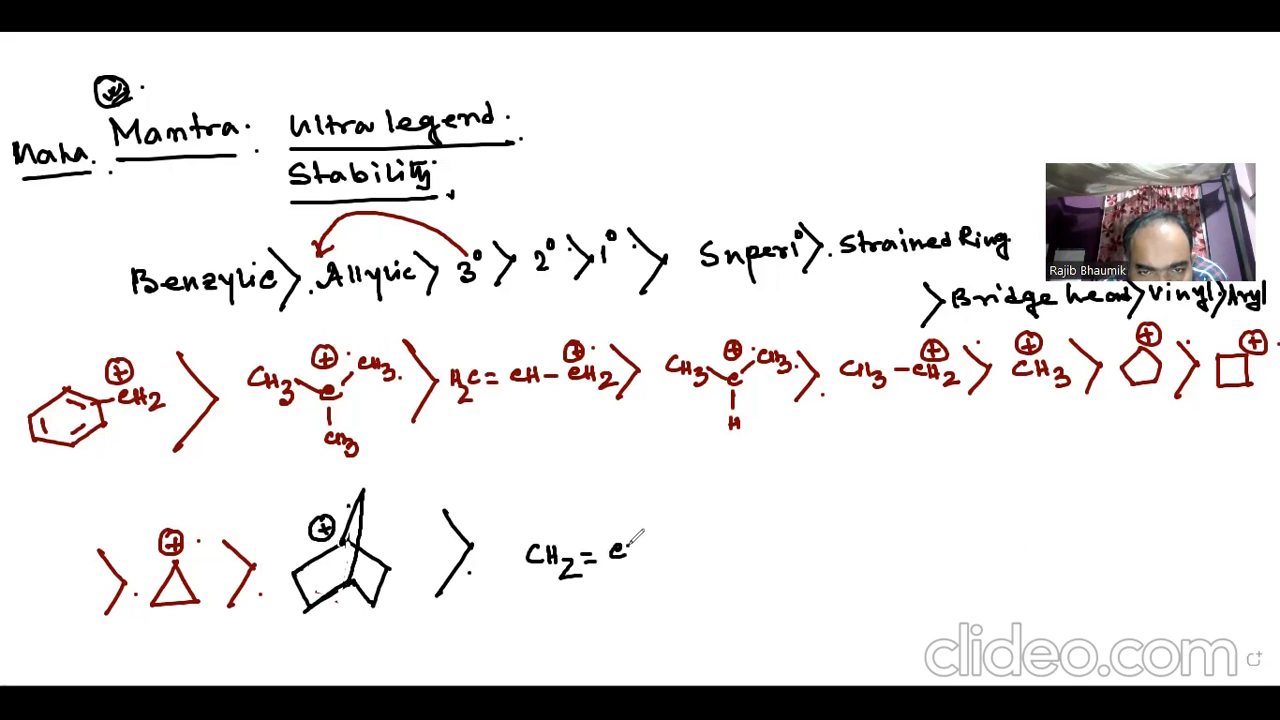 Maha. Mantra. Ultra legend.
Stability.
Benzylic > Allylic > 3° > 2° > 1° > Super1° > Strained Ring
> Bridge head > Vinyl > Aryl
Rajib Bhaumik
⊕CH2 > CH3 ⊕C CH3 CH3 > H2C = CH – ⊕CH2 > CH3 ⊕C CH3 H > CH3 – ⊕CH2 > ⊕CH3 > ⊕ > ⊕
> ⊕ > ⊕ > CH2 = C
clideo.com